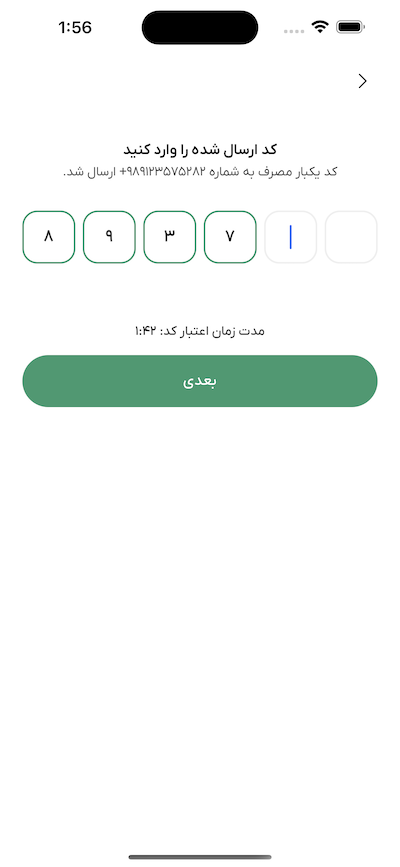 1:56
کد ارسال شده را وارد کنید
کد یکبار مصرف به شماره ۹۸۹۱۲۳۵۷۵۲۸۲+ ارسال شد.
۸ ۹ ۳ ۷
مدت زمان اعتبار کد: ۱:۴۲
بعدی